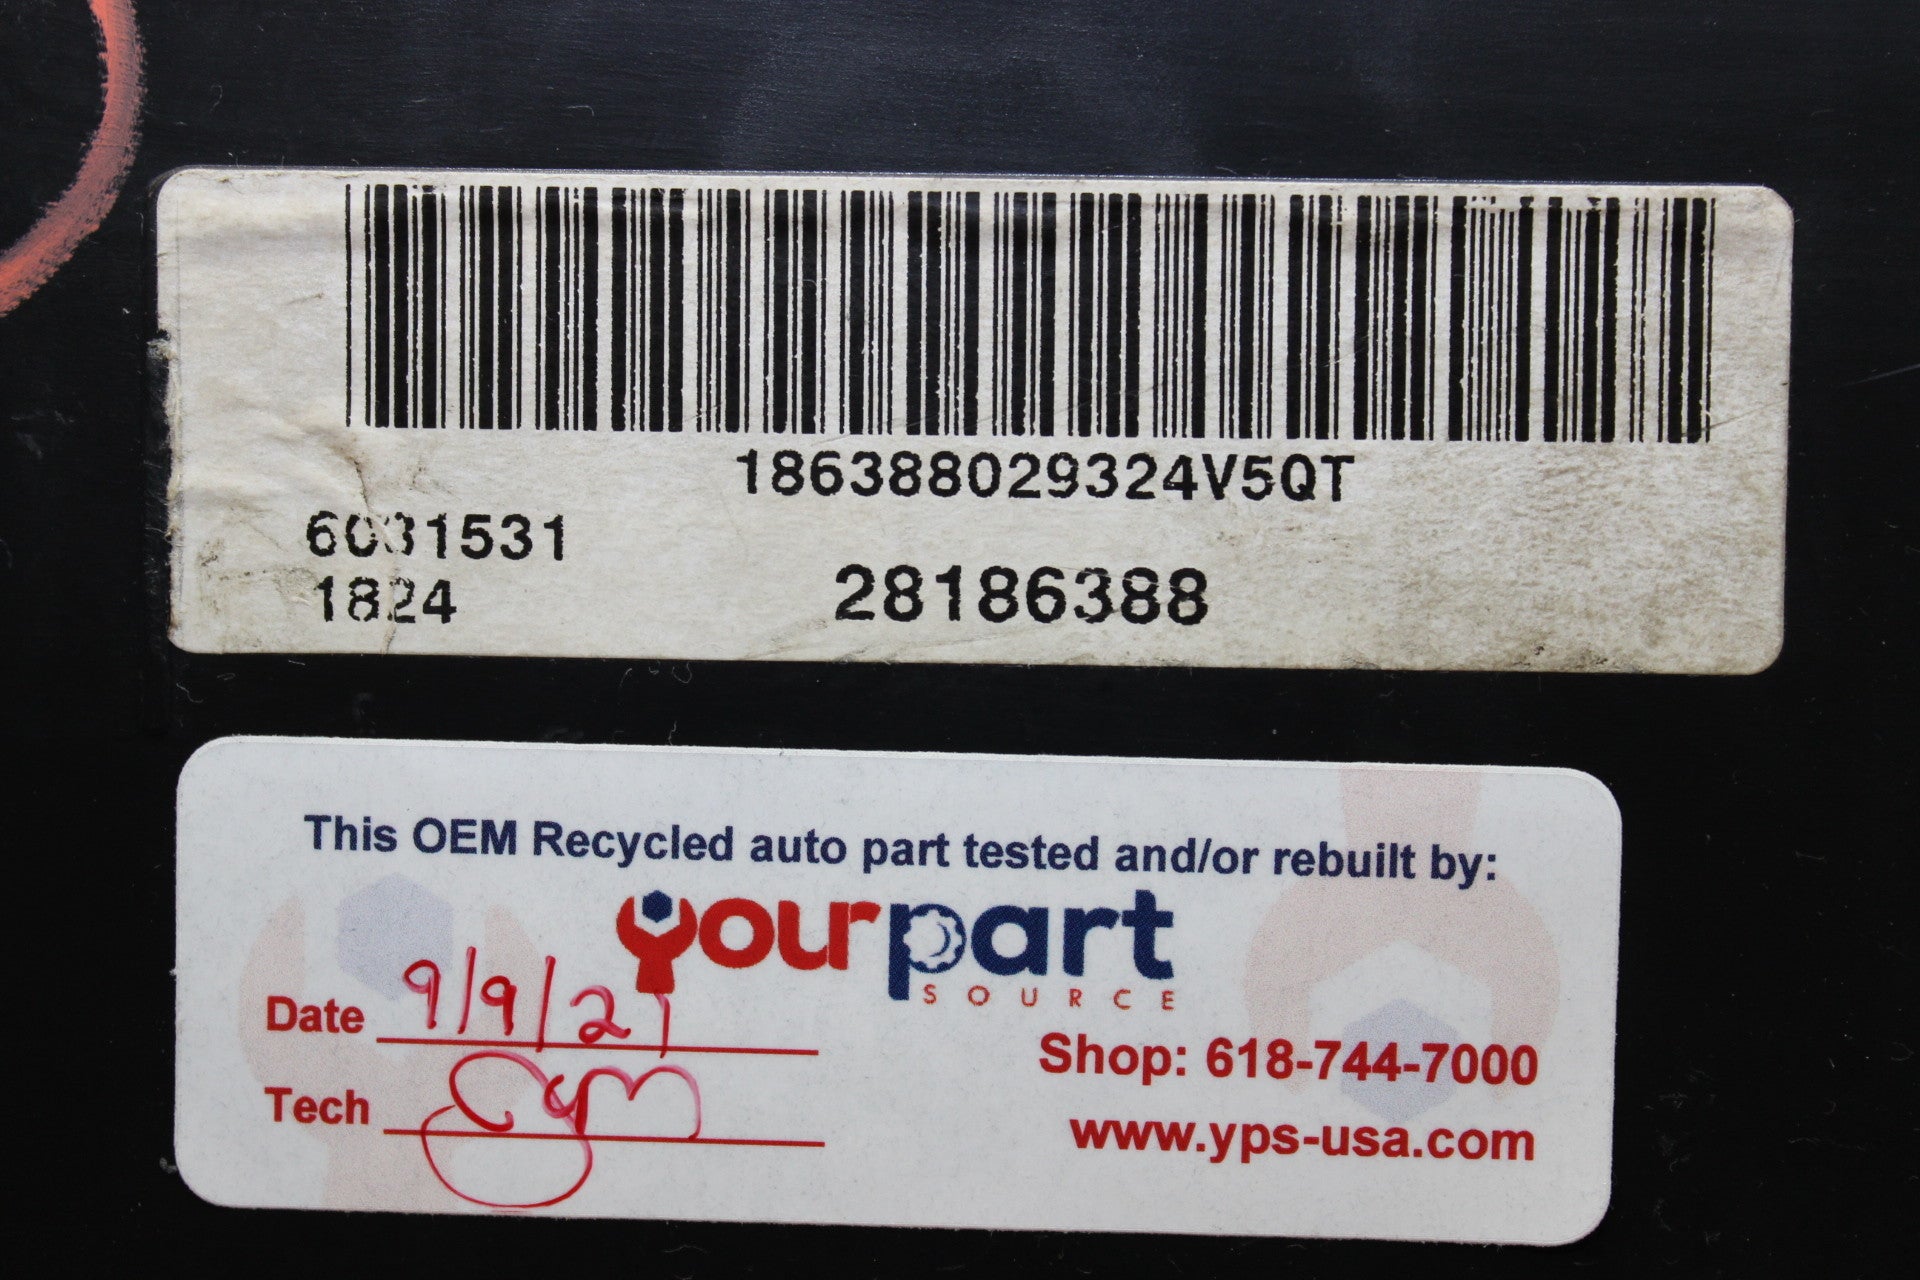 186388029324V5QT
6031531
1824
28186388
This OEM Recycled auto part tested and/or rebuilt by:
yourpart
SOURCE
Date 9/9/21
Shop: 618-744-7000
Tech
www.yps-usa.com